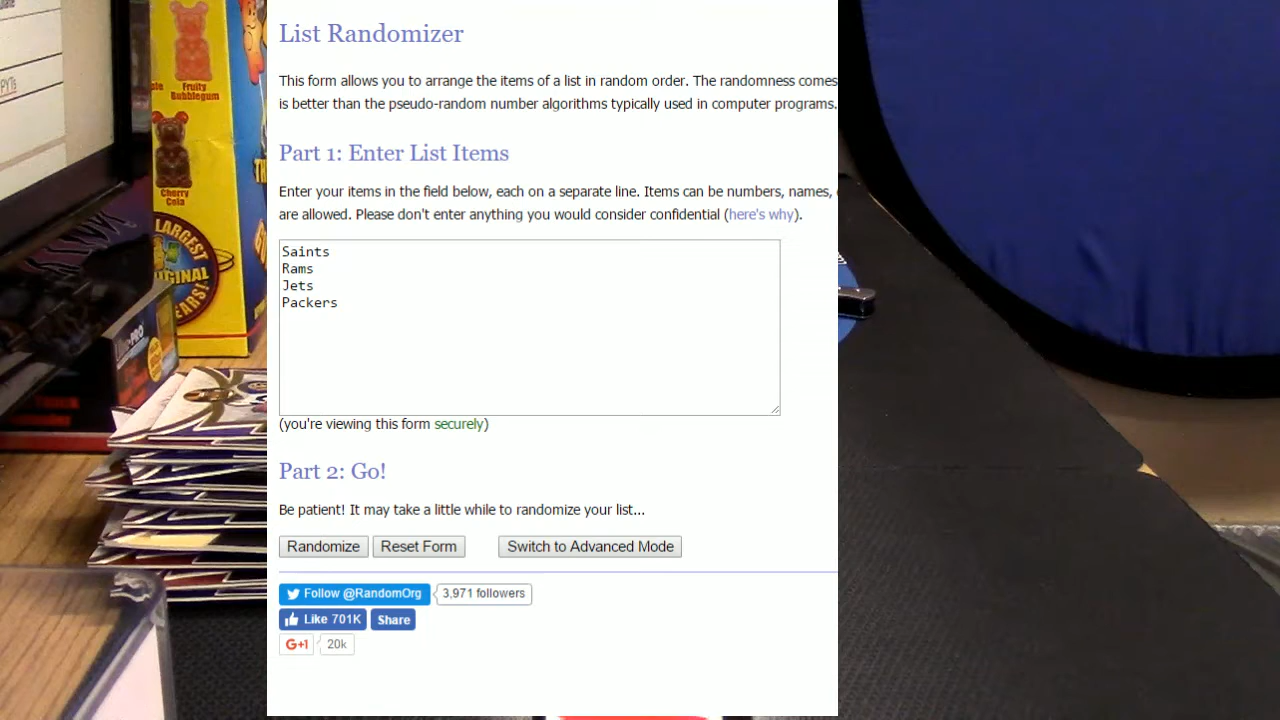 List Randomizer
This form allows you to arrange the items of a list in random order. The randomness comes
is better than the pseudo-random number algorithms typically used in computer programs.
Part 1: Enter List Items
Enter your items in the field below, each on a separate line. Items can be numbers, names,
are allowed. Please don't enter anything you would consider confidential (here's why).
Saints
Rams
Jets
Packers
(you're viewing this form securely)
Part 2: Go!
Be patient! It may take a little while to randomize your list...
Randomize Reset Form Switch to Advanced Mode
Follow @RandomOrg 3,971 followers
Like 701K Share
G+1 20k
Fruity
Bubblegum
Cherry
Cola
LARGEST